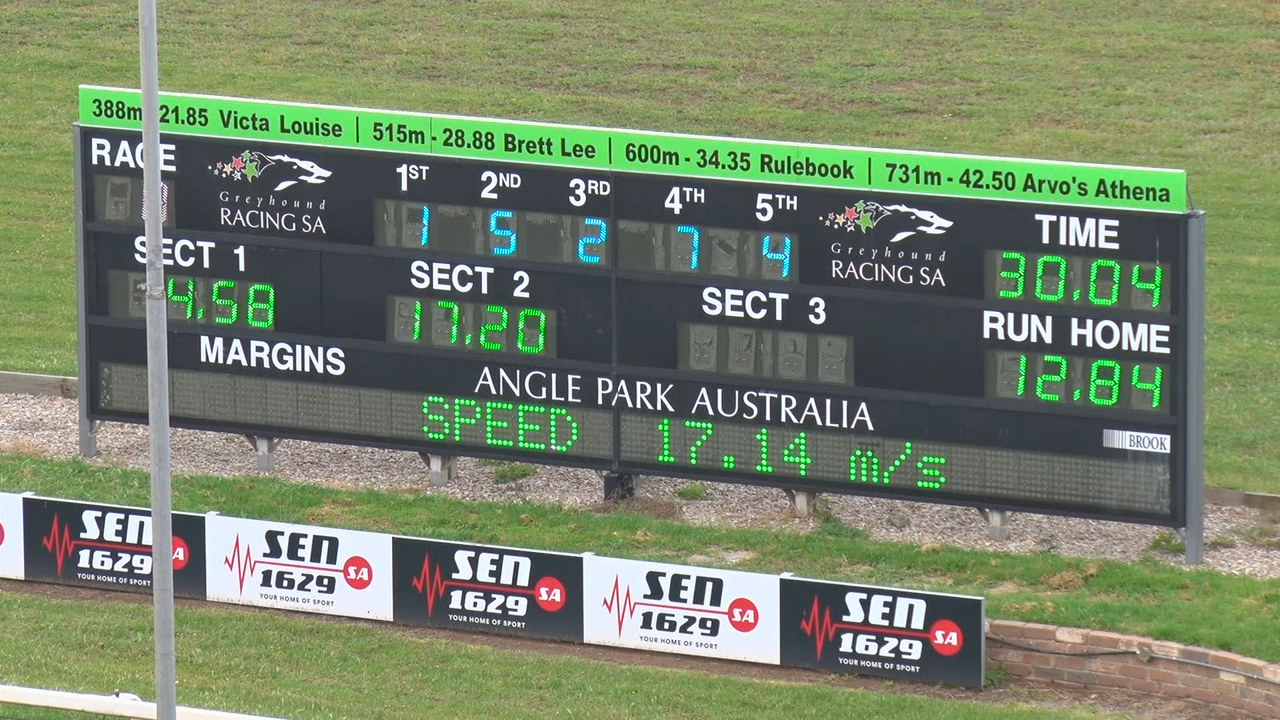 388m 21.85 Victa Louise | 515m - 28.88 Brett Lee | 600m - 34.35 Rulebook | 731m - 42.50 Arvo's Athena
RACE
Greyhound
RACING SA
1ST 2ND 3RD 4TH 5TH
1 5 2 7 4
Greyhound
RACING SA
TIME
30.04
SECT 1
4.58
SECT 2
17.20
SECT 3
RUN HOME
12.84
MARGINS
ANGLE PARK AUSTRALIA
SPEED 17.14 m/s
BROOK
SEN
1629
YOUR HOME OF SPORT
SEN
1629
SA
YOUR HOME OF SPORT
SEN
1629
SA
YOUR HOME OF SPORT
SEN
1629
SA
YOUR HOME OF SPORT
SEN
1629
SA
YOUR HOME OF SPORT